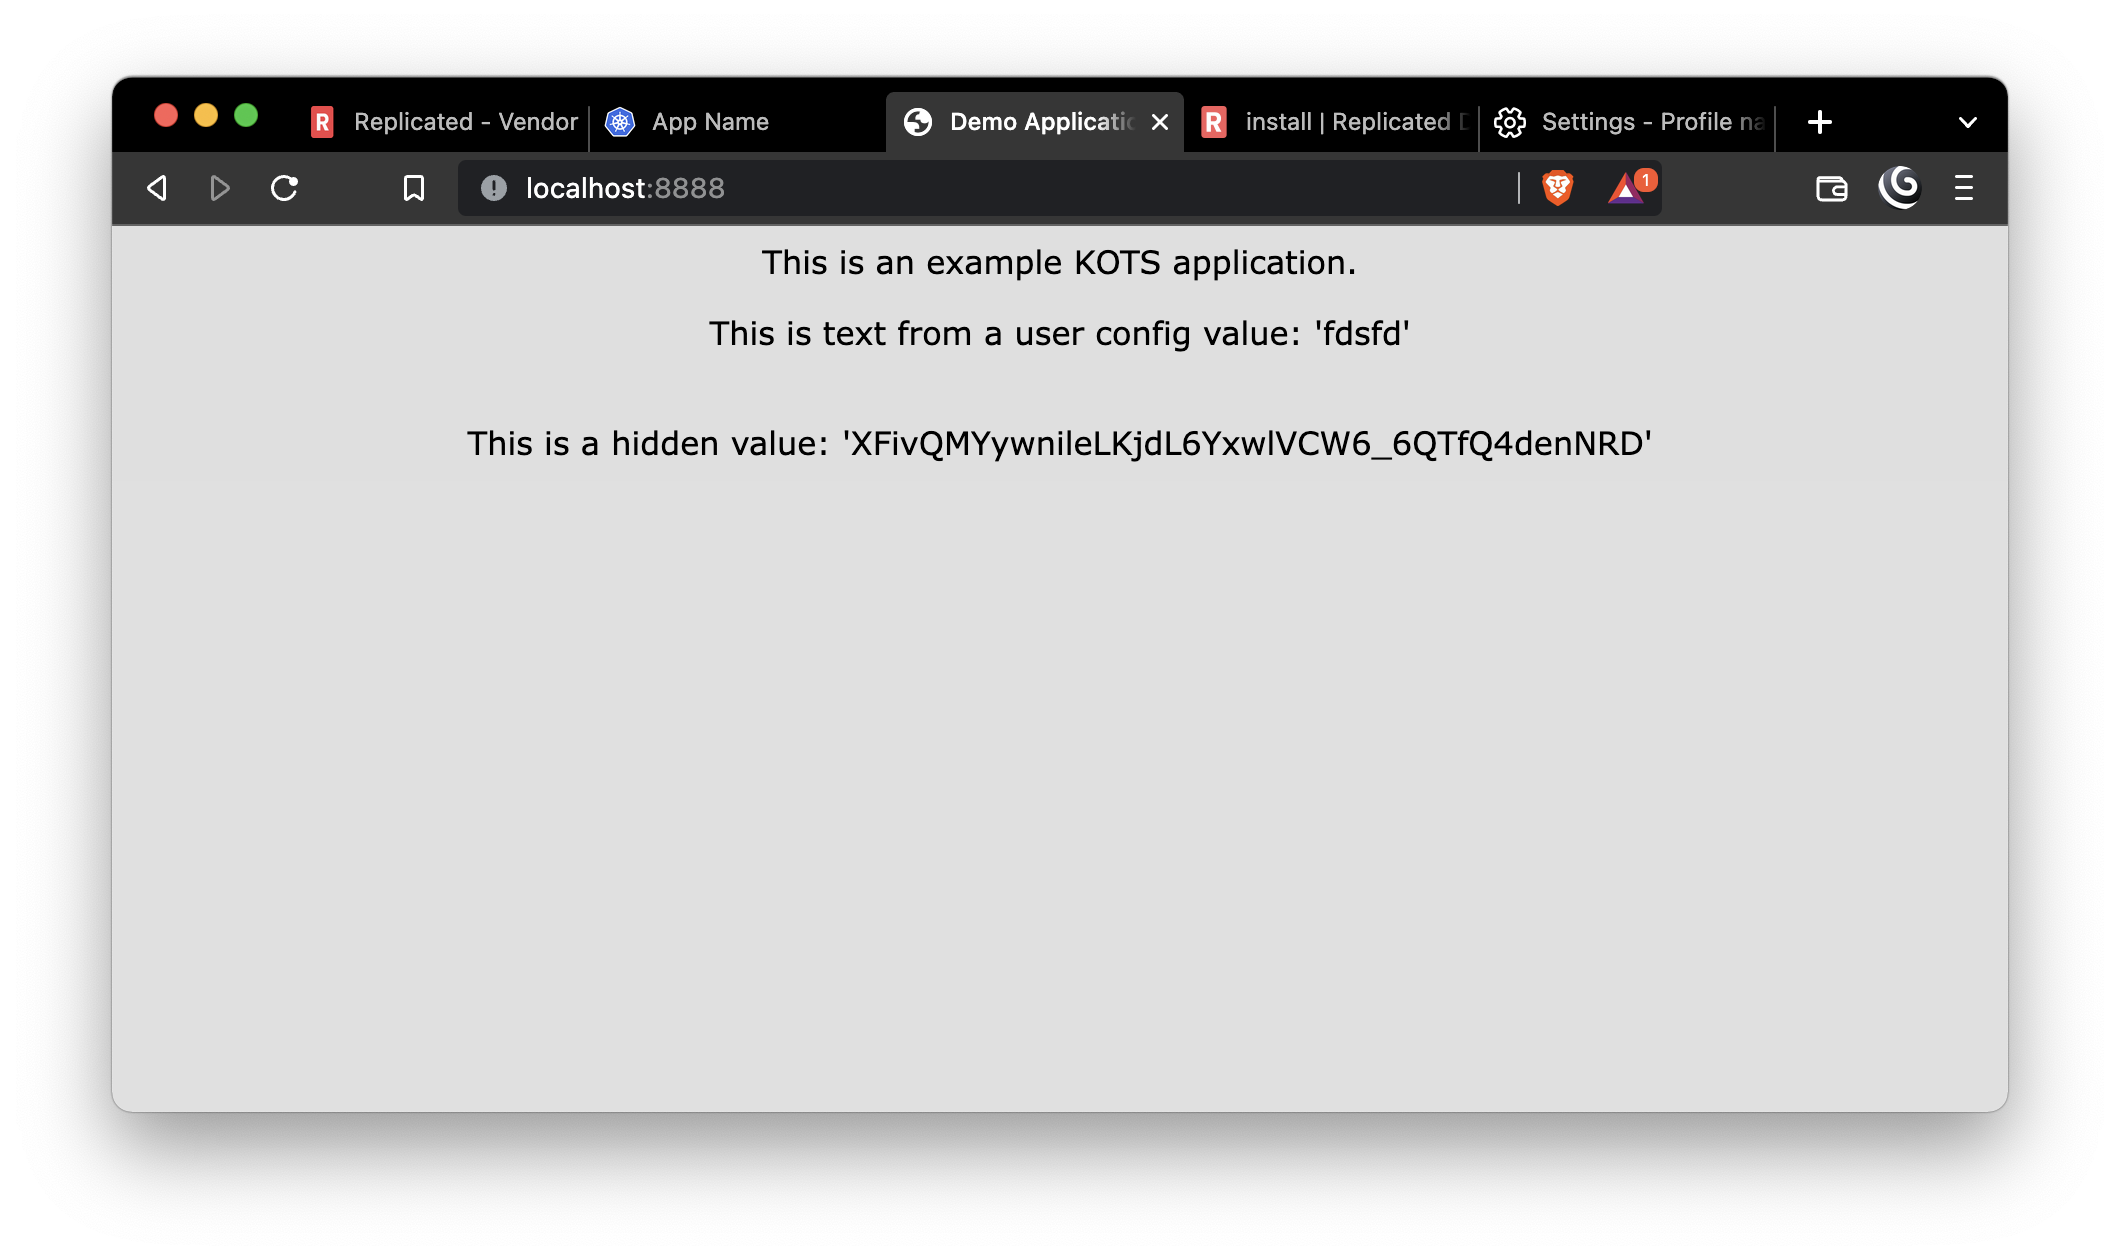 Replicated - Vendor
App Name
Demo Applicatic
install | Replicated D
Settings - Profile na
localhost:8888
1
This is an example KOTS application.
This is text from a user config value: 'fdsfd'
This is a hidden value: 'XFivQMYywnileLKjdL6YxwlVCW6_6QTfQ4denNRD'